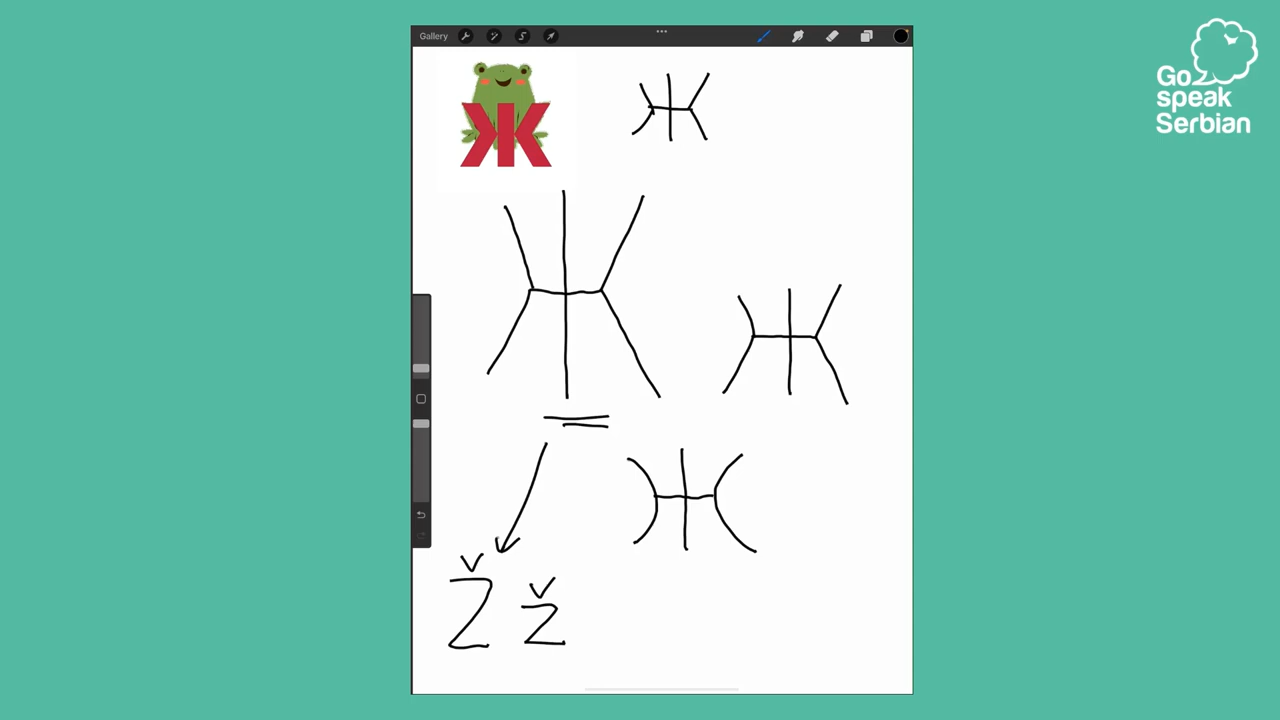 Gallery
Go
speak
Serbian
Ж
ж
Ж
ж
ж
Ž ž